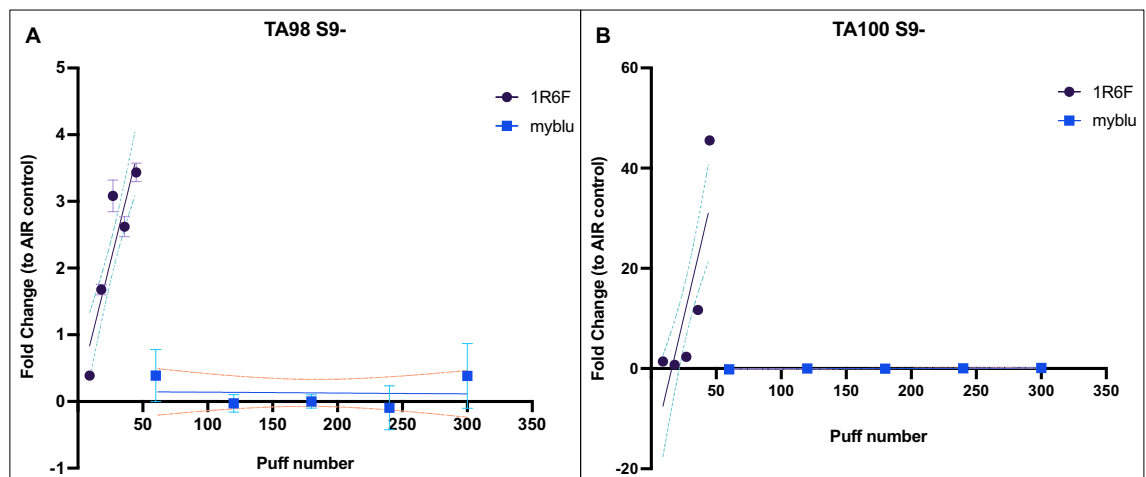 A
TA98 S9-
5
4
3
2
1
0
-1
Fold Change (to AIR control)
50 100 150 200 250 300 350
Puff number
1R6F
myblu
B
TA100 S9-
60
40
20
0
-20
Fold Change (to AIR control)
50 100 150 200 250 300 350
Puff number
1R6F
myblu